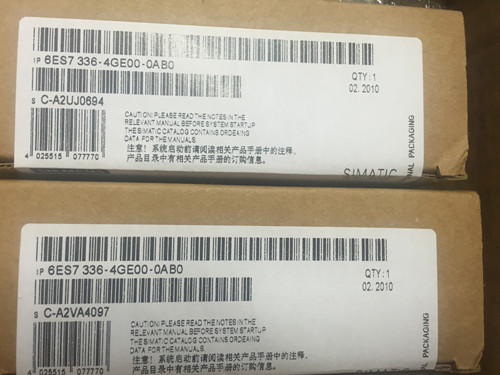 1P 6ES7 336-4GE00-0AB0
QTY:1
02. 2010
S C-A2UJ0694
CAUTION! PLEASE READ THE NOTES IN THE
RELEVANT MANUAL BEFORE SYSTEM STARTUP
THE SIMATIC CATALOG CONTAINS ORDEAING
DATA FOR THE MANUALS.
注意！系统启动前请阅读相关产品手册中的注释。
产品目录中有相关产品手册的订购信息。
4 025515 077770
SIMATIC
NAL PACKAGING
1P 6ES7 336-4GE00-0AB0
QTY:1
02. 2010
S C-A2VA4097
CAUTION! PLEASE READ THE NOTES IN THE
RELEVANT MANUAL BEFORE SYSTEM STARTUP
THE SIMATIC CATALOG CONTAINS ORDEAING
DATA FOR THE MANUALS.
注意！系统启动前请阅读相关产品手册中的注释。
产品目录中有相关产品手册的订购信息。
4 025515 077770
PACKAGING